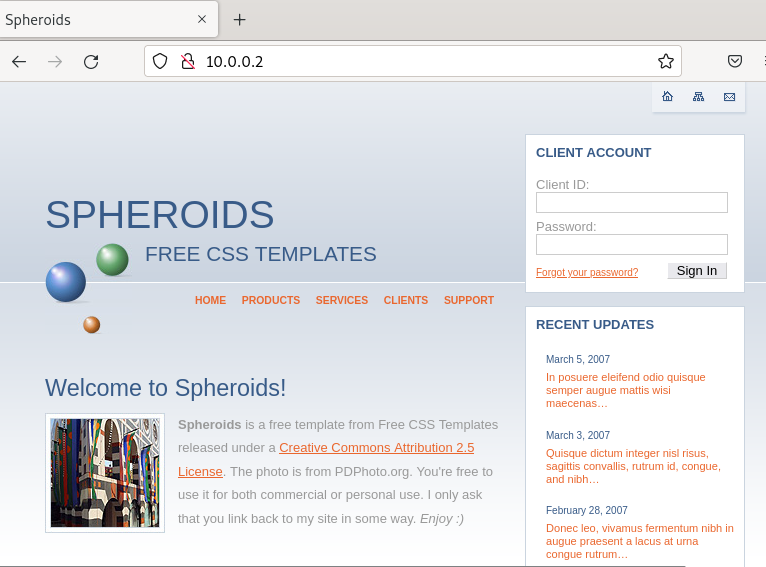 Spheroids
10.0.0.2
SPHEROIDS
FREE CSS TEMPLATES
HOME PRODUCTS SERVICES CLIENTS SUPPORT
Welcome to Spheroids!
Spheroids is a free template from Free CSS Templates
released under a Creative Commons Attribution 2.5
License. The photo is from PDPhoto.org. You're free to
use it for both commercial or personal use. I only ask
that you link back to my site in some way. Enjoy :)
CLIENT ACCOUNT
Client ID:
Password:
Forgot your password? Sign In
RECENT UPDATES
March 5, 2007
In posuere eleifend odio quisque
semper augue mattis wisi
maecenas…
March 3, 2007
Quisque dictum integer nisl risus,
sagittis convallis, rutrum id, congue,
and nibh…
February 28, 2007
Donec leo, vivamus fermentum nibh in
augue praesent a lacus at urna
congue rutrum…